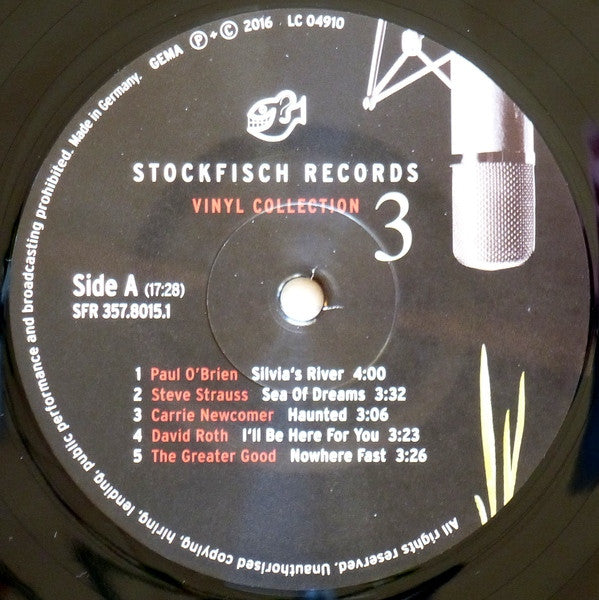 GEMA Ⓟ+© 2016 LC 04910
STOCKFISCH RECORDS
VINYL COLLECTION 3
Side A (17:28)
SFR 357.8015.1
1 Paul O'Brien Silvia's River 4:00
2 Steve Strauss Sea Of Dreams 3:32
3 Carrie Newcomer Haunted 3:06
4 David Roth I'll Be Here For You 3:23
5 The Greater Good Nowhere Fast 3:26
All rights reserved. Unauthorised copying, hiring, lending, public performance and broadcasting prohibited. Made in Germany.